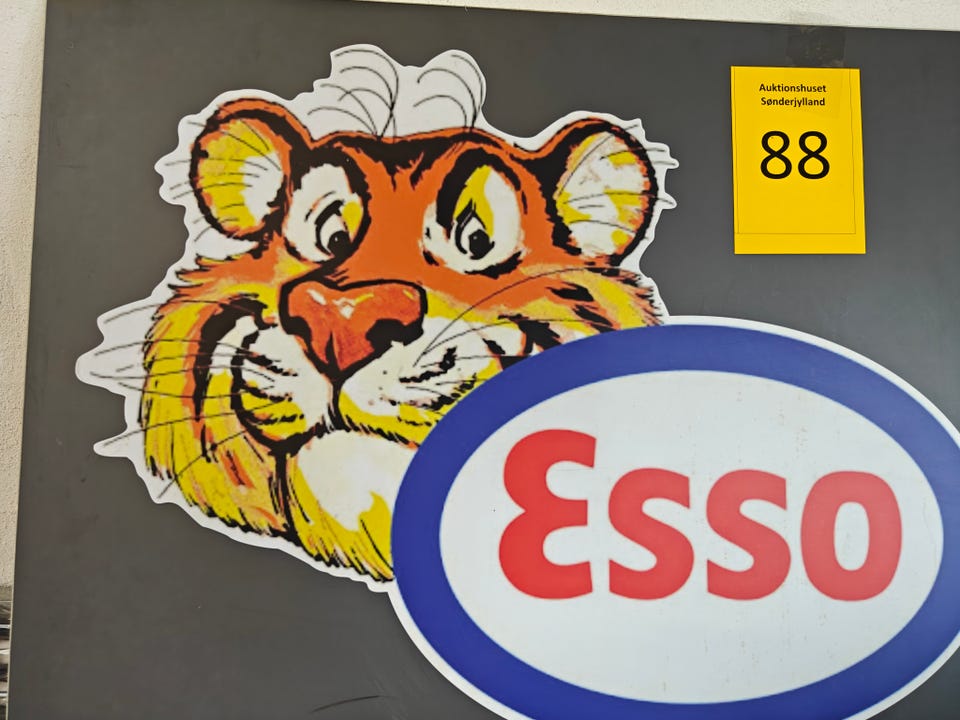 Auktionshuset
Sønderjylland
88
Esso